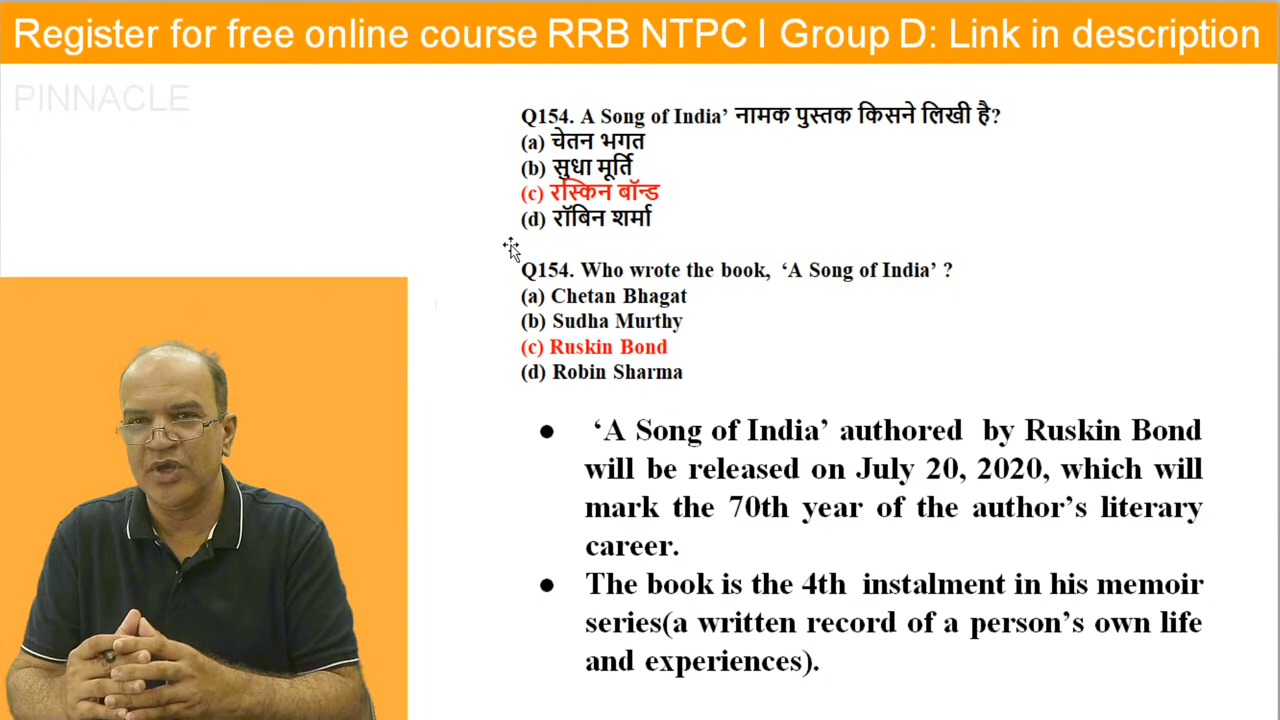 Register for free online course RRB NTPC I Group D: Link in description
PINNACLE
Q154. A Song of India’ नामक पुस्तक किसने लिखी है?
(a) चेतन भगत
(b) सुधा मूर्ति
(c) रस्किन बॉन्ड
(d) रॉबिन शर्मा
Q154. Who wrote the book, ‘A Song of India’ ?
(a) Chetan Bhagat
(b) Sudha Murthy
(c) Ruskin Bond
(d) Robin Sharma
● ‘A Song of India’ authored by Ruskin Bond
will be released on July 20, 2020, which will
mark the 70th year of the author’s literary
career.
● The book is the 4th instalment in his memoir
series(a written record of a person’s own life
and experiences).